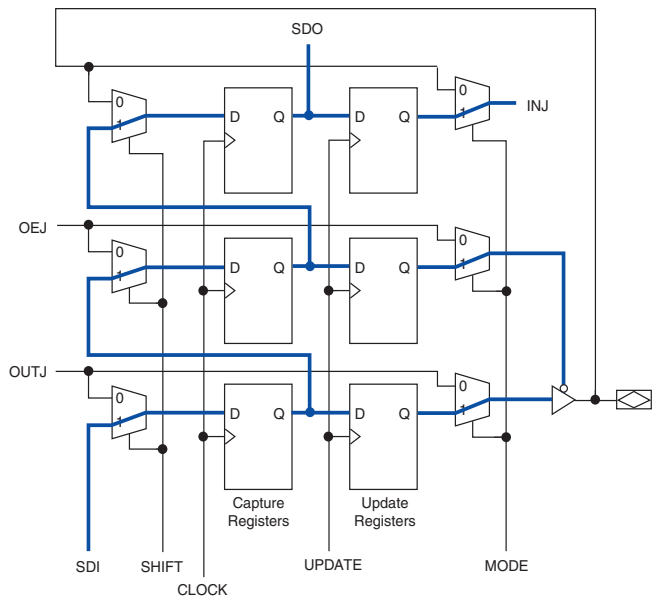 SDO
0
1
D Q
D Q
0
1
INJ
OEJ
0
1
D Q
D Q
0
1
OUTJ
0
1
D Q
D Q
0
1
Capture
Registers
Update
Registers
SDI
SHIFT
CLOCK
UPDATE
MODE